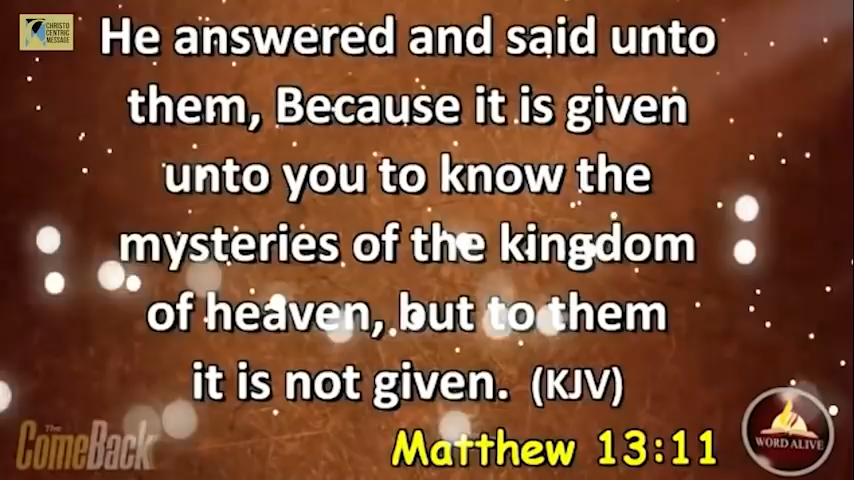 CHRISTO
CENTRIC
MESSAGE
He answered and said unto
them, Because it is given
unto you to know the
mysteries of the kingdom
of heaven, but to them
it is not given. (KJV)
Matthew 13:11
The
ComeBack
WORD ALIVE